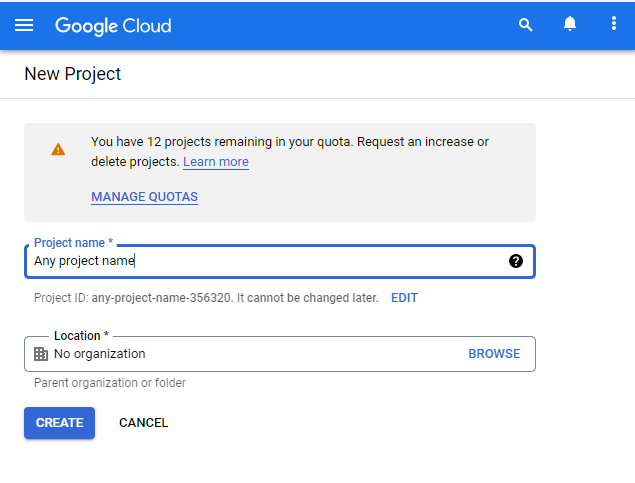 Google Cloud
New Project
You have 12 projects remaining in your quota. Request an increase or
delete projects. Learn more
MANAGE QUOTAS
Project name *
Any project name
Project ID: any-project-name-356320. It cannot be changed later. EDIT
Location *
No organization BROWSE
Parent organization or folder
CREATE CANCEL